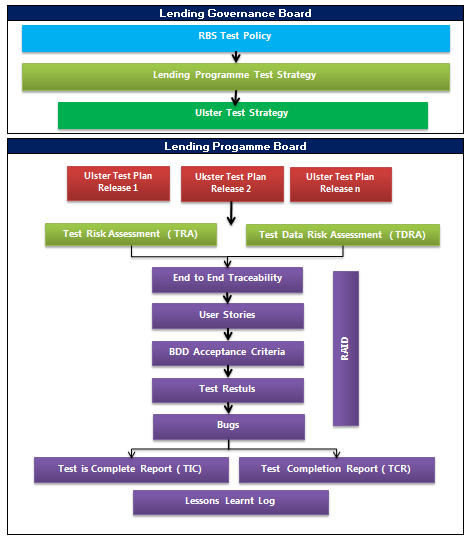 Lending Governance Board
RBS Test Policy
Lending Programme Test Strategy
Ulster Test Strategy
Lending Progamme Board
Ulster Test Plan
Release 1
Ukster Test Plan
Release 2
Ulster Test Plan
Release n
Test Risk Assessment ( TRA)
Test Data Risk Assessment ( TDRA)
End to End Traceability
User Stories
BDD Acceptance Criteria
Test Restuls
Bugs
RAID
Test is Complete Report ( TIC)
Test Completion Report ( TCR)
Lessons Learnt Log